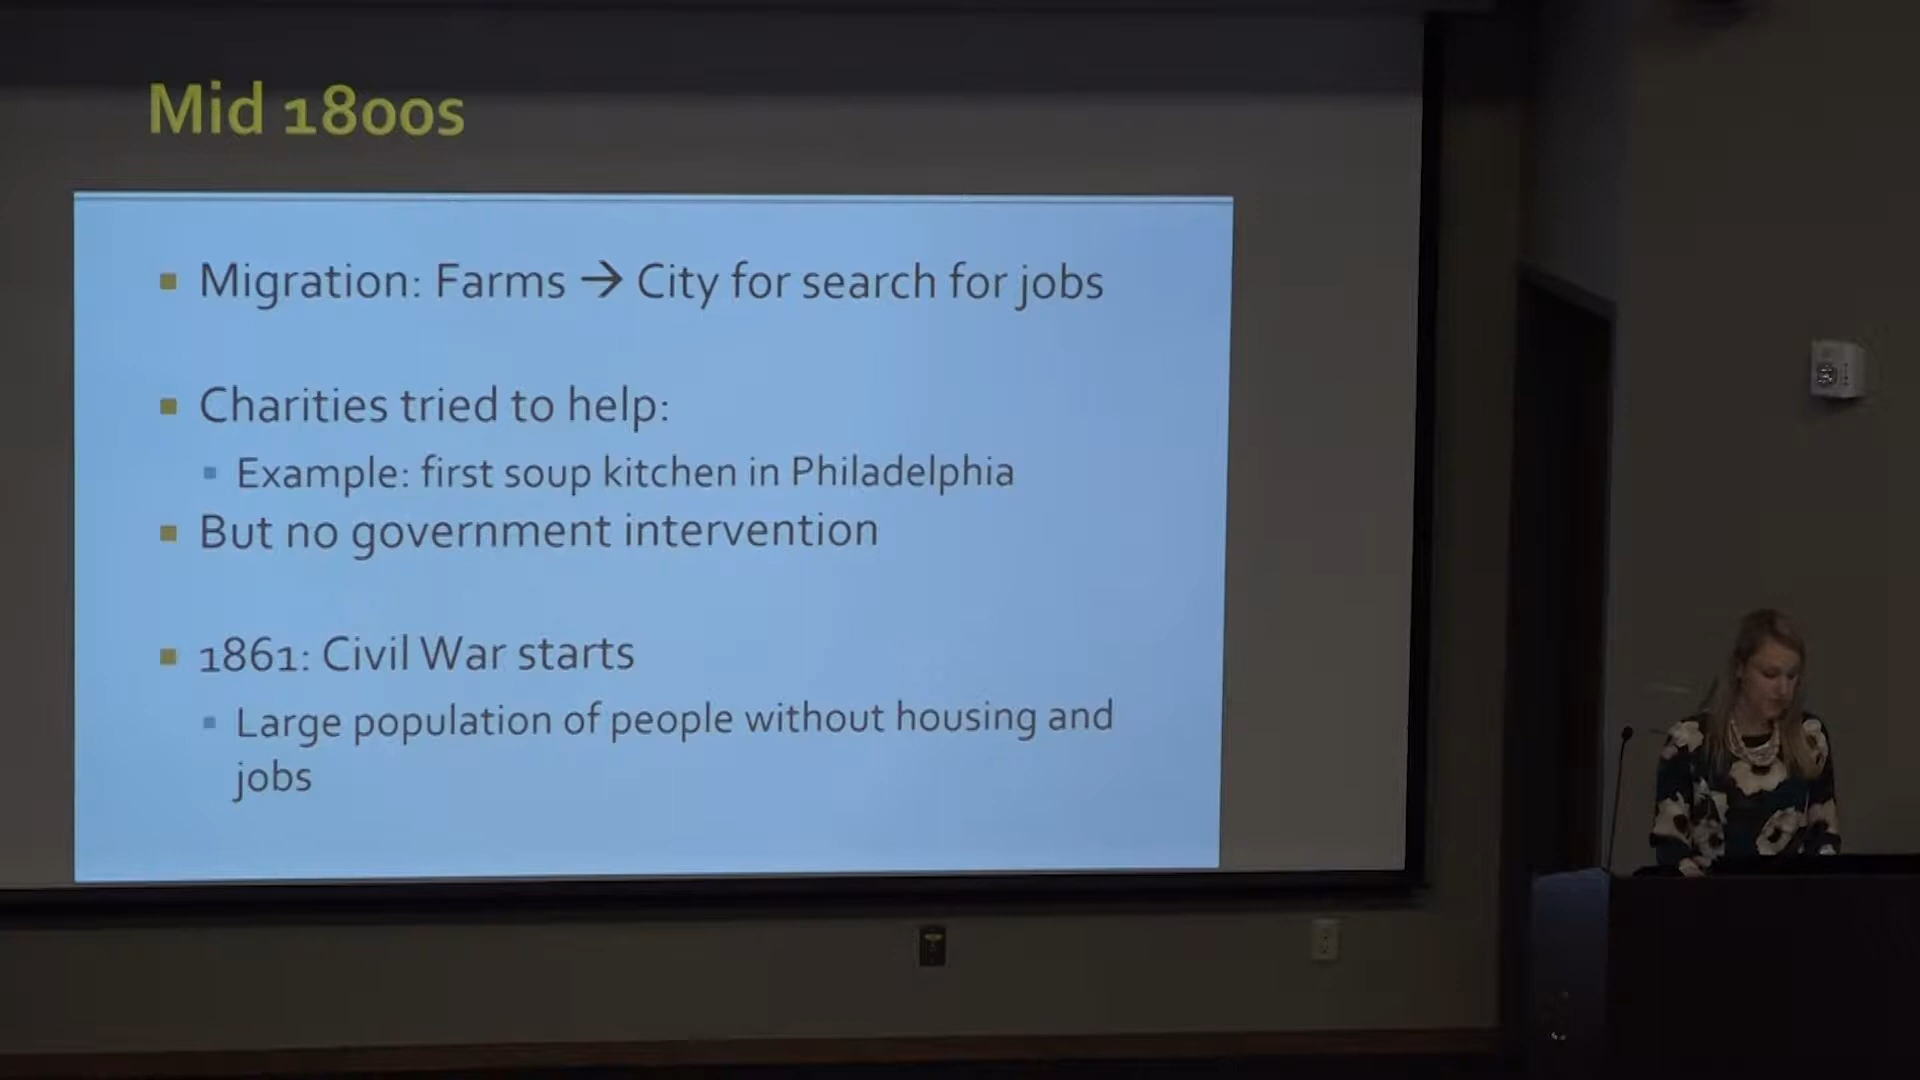 Mid 1800s
Migration: Farms → City for search for jobs
Charities tried to help:
Example: first soup kitchen in Philadelphia
But no government intervention
1861: Civil War starts
Large population of people without housing and
jobs